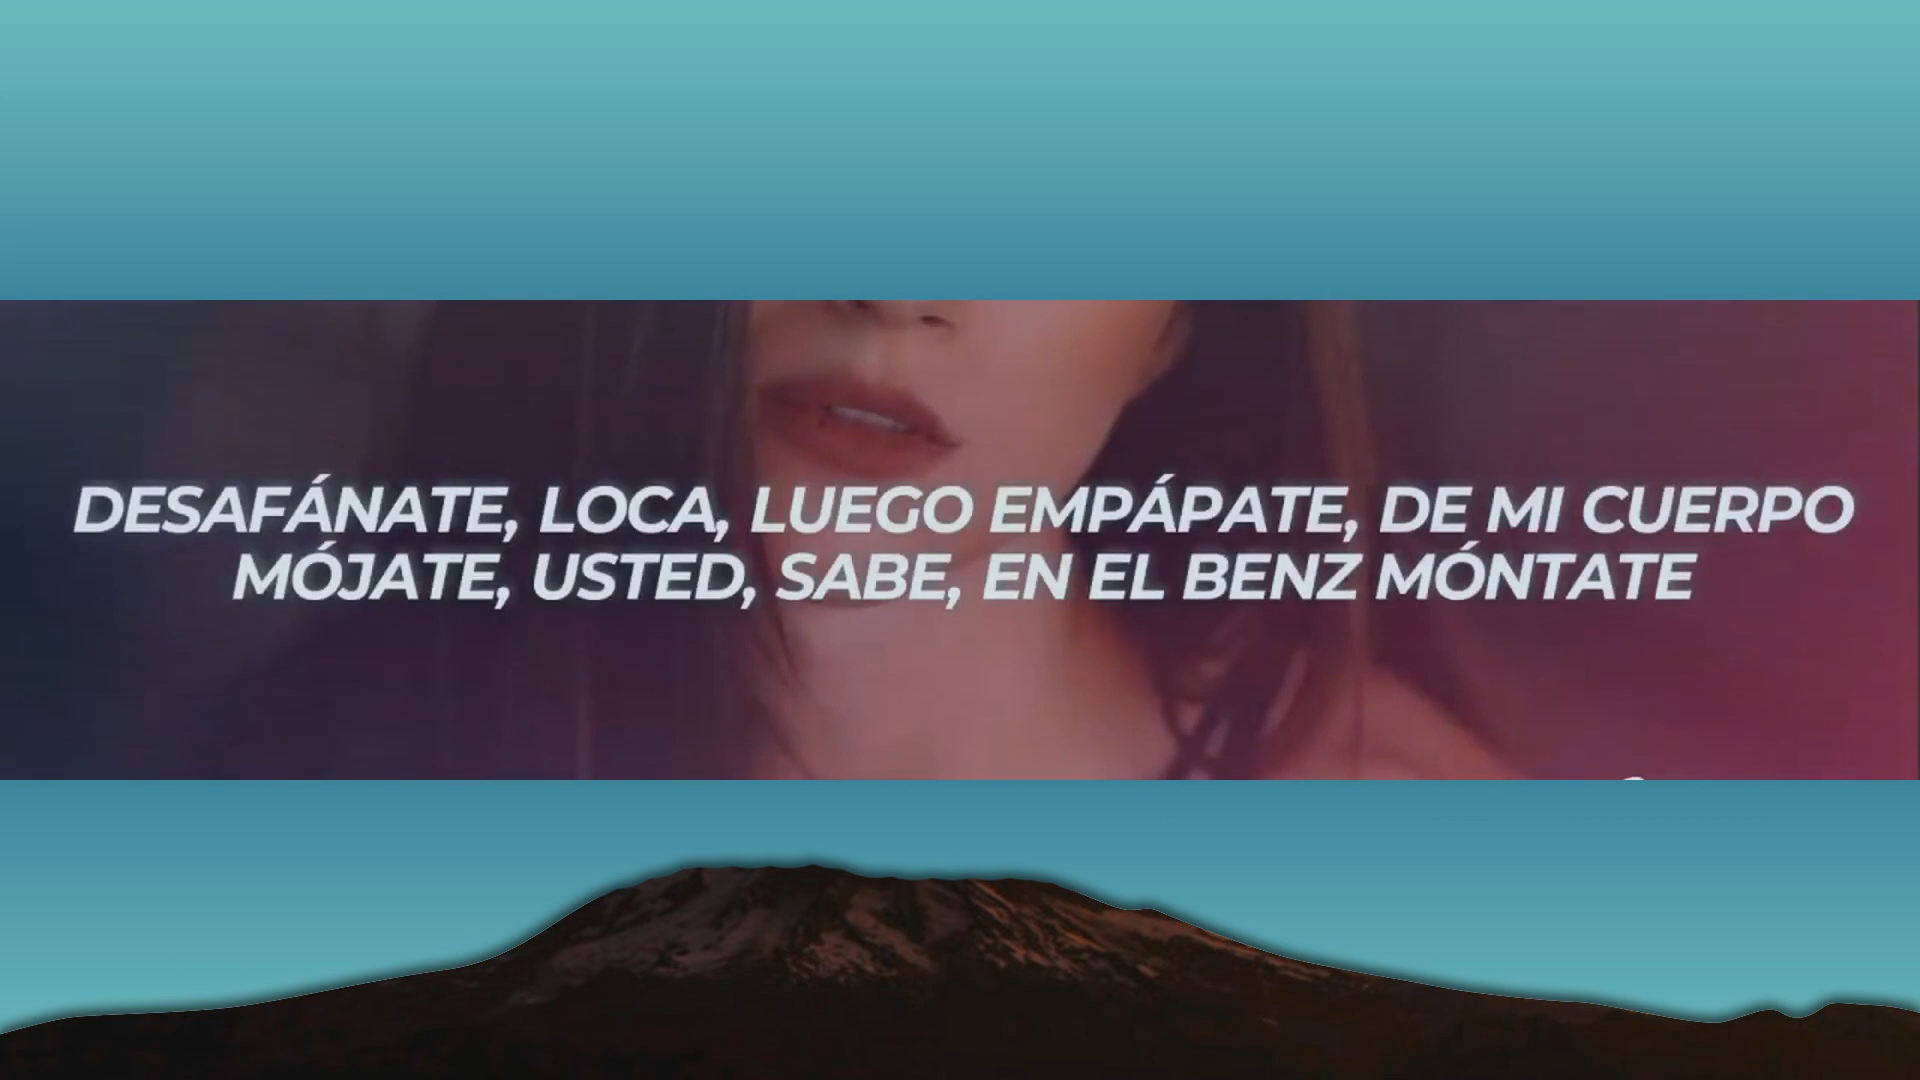 DESAFÁNATE, LOCA, LUEGO EMPÁPATE, DE MI CUERPO
MÓJATE, USTED, SABE, EN EL BENZ MÓNTATE